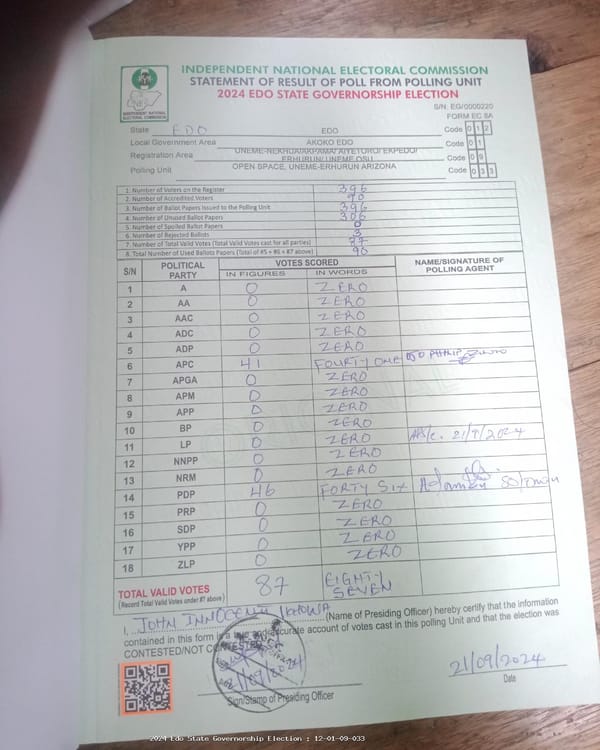 INDEPENDENT NATIONAL ELECTORAL COMMISSION
STATEMENT OF RESULT OF POLL FROM POLLING UNIT
2024 EDO STATE GOVERNORSHIP ELECTION
INDEPENDENT NATIONAL ELECTORAL COMMISSION
S/N: EG/0000220
FORM EC 8A
State EDO EDO Code 0 1 2
Local Government Area AKOKO EDO Code 0 1
Registration Area UNEME-NEKHUA/AKPAMA/ AIYETORO/ EKPEDO/ ERHURUN/ UNEME OSU Code 0 9
Polling Unit OPEN SPACE, UNEME-ERHURUN ARIZONA Code 0 3 3
1. Number of Voters on the Register 396
2. Number of Accredited Voters 90
3. Number of Ballot Papers Issued to the Polling Unit 396
4. Number of Unused Ballot Papers 306
5. Number of Spoiled Ballot Papers 0
6. Number of Rejected Ballots 3
7. Number of Total Valid Votes (Total Valid Votes cast for all parties) 87
8. Total Number of Used Ballots Papers (Total of #5 + #6 + #7 above) 90
S/N POLITICAL PARTY VOTES SCORED NAME/SIGNATURE OF POLLING AGENT
IN FIGURES IN WORDS
1 A 0 ZERO
2 AA 0 ZERO
3 AAC 0 ZERO
4 ADC 0 ZERO
5 ADP 0 ZERO
6 APC 41 FOURTY ONE PHILIP
7 APGA 0 ZERO
8 APM 0 ZERO
9 APP 0 ZERO
10 BP 0 ZERO
11 LP 0 ZERO 21/9/2024
12 NNPP 0 ZERO
13 NRM 0 ZERO
14 PDP 46 FORTY SIX
15 PRP 0 ZERO
16 SDP 0 ZERO
17 YPP 0 ZERO
18 ZLP 0 ZERO
TOTAL VALID VOTES 87 EIGHTY SEVEN
(Record Total Valid Votes under #7 above)
I, JOHN INNOCENT (Name of Presiding Officer) hereby certify that the information
contained in this form is a true and accurate account of votes cast in this polling Unit and that the election was
CONTESTED/NOT CONTESTED
21/09/2024
21/09/2024
Sign/Stamp of Presiding Officer
Date
2024 Edo State Governorship Election : 12-01-09-033